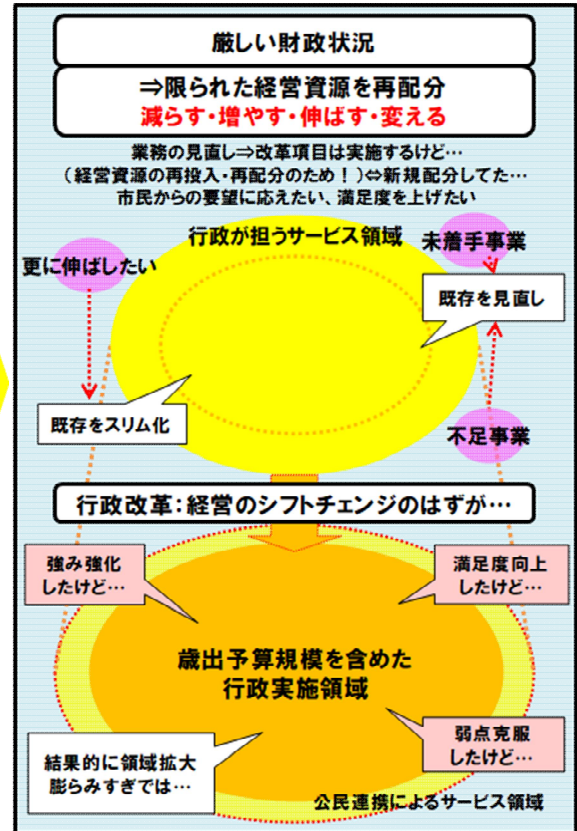 厳しい財政状況
⇒限られた経営資源を再配分
減らす・増やす・伸ばす・変える
業務の見直し⇒改革項目は実施するけど…
（経営資源の再投入・再配分のため！）⇔新規配分してた…
市民からの要望に応えたい、満足度を上げたい
行政が担うサービス領域
未着手事業
更に伸ばしたい
既存を見直し
既存をスリム化
不足事業
行政改革：経営のシフトチェンジのはずが…
強み強化
したけど…
満足度向上
したけど…
歳出予算規模を含めた
行政実施領域
結果的に領域拡大
膨らみすぎでは…
弱点克服
したけど…
公民連携によるサービス領域